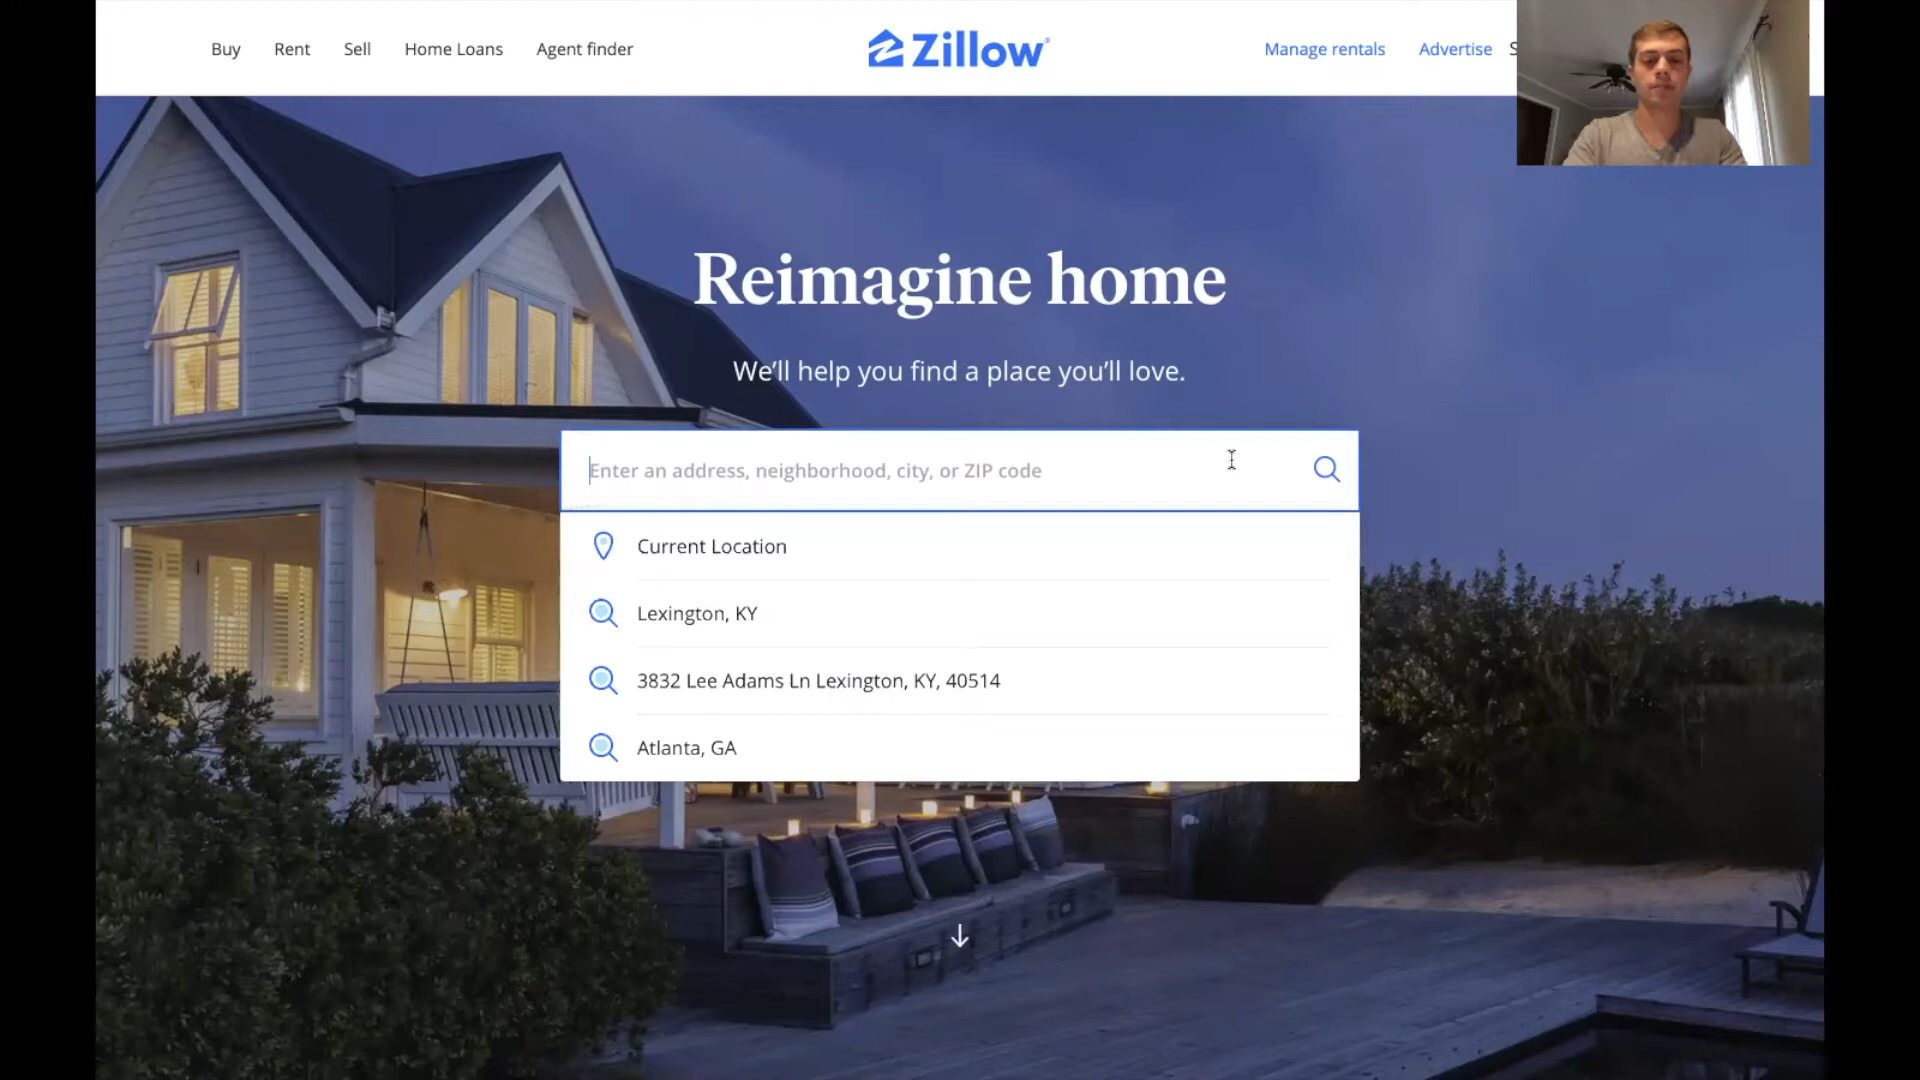 Buy Rent Sell Home Loans Agent finder
Zillow
Manage rentals Advertise S
Reimagine home
We'll help you find a place you'll love.
Enter an address, neighborhood, city, or ZIP code
Current Location
Lexington, KY
3832 Lee Adams Ln Lexington, KY, 40514
Atlanta, GA